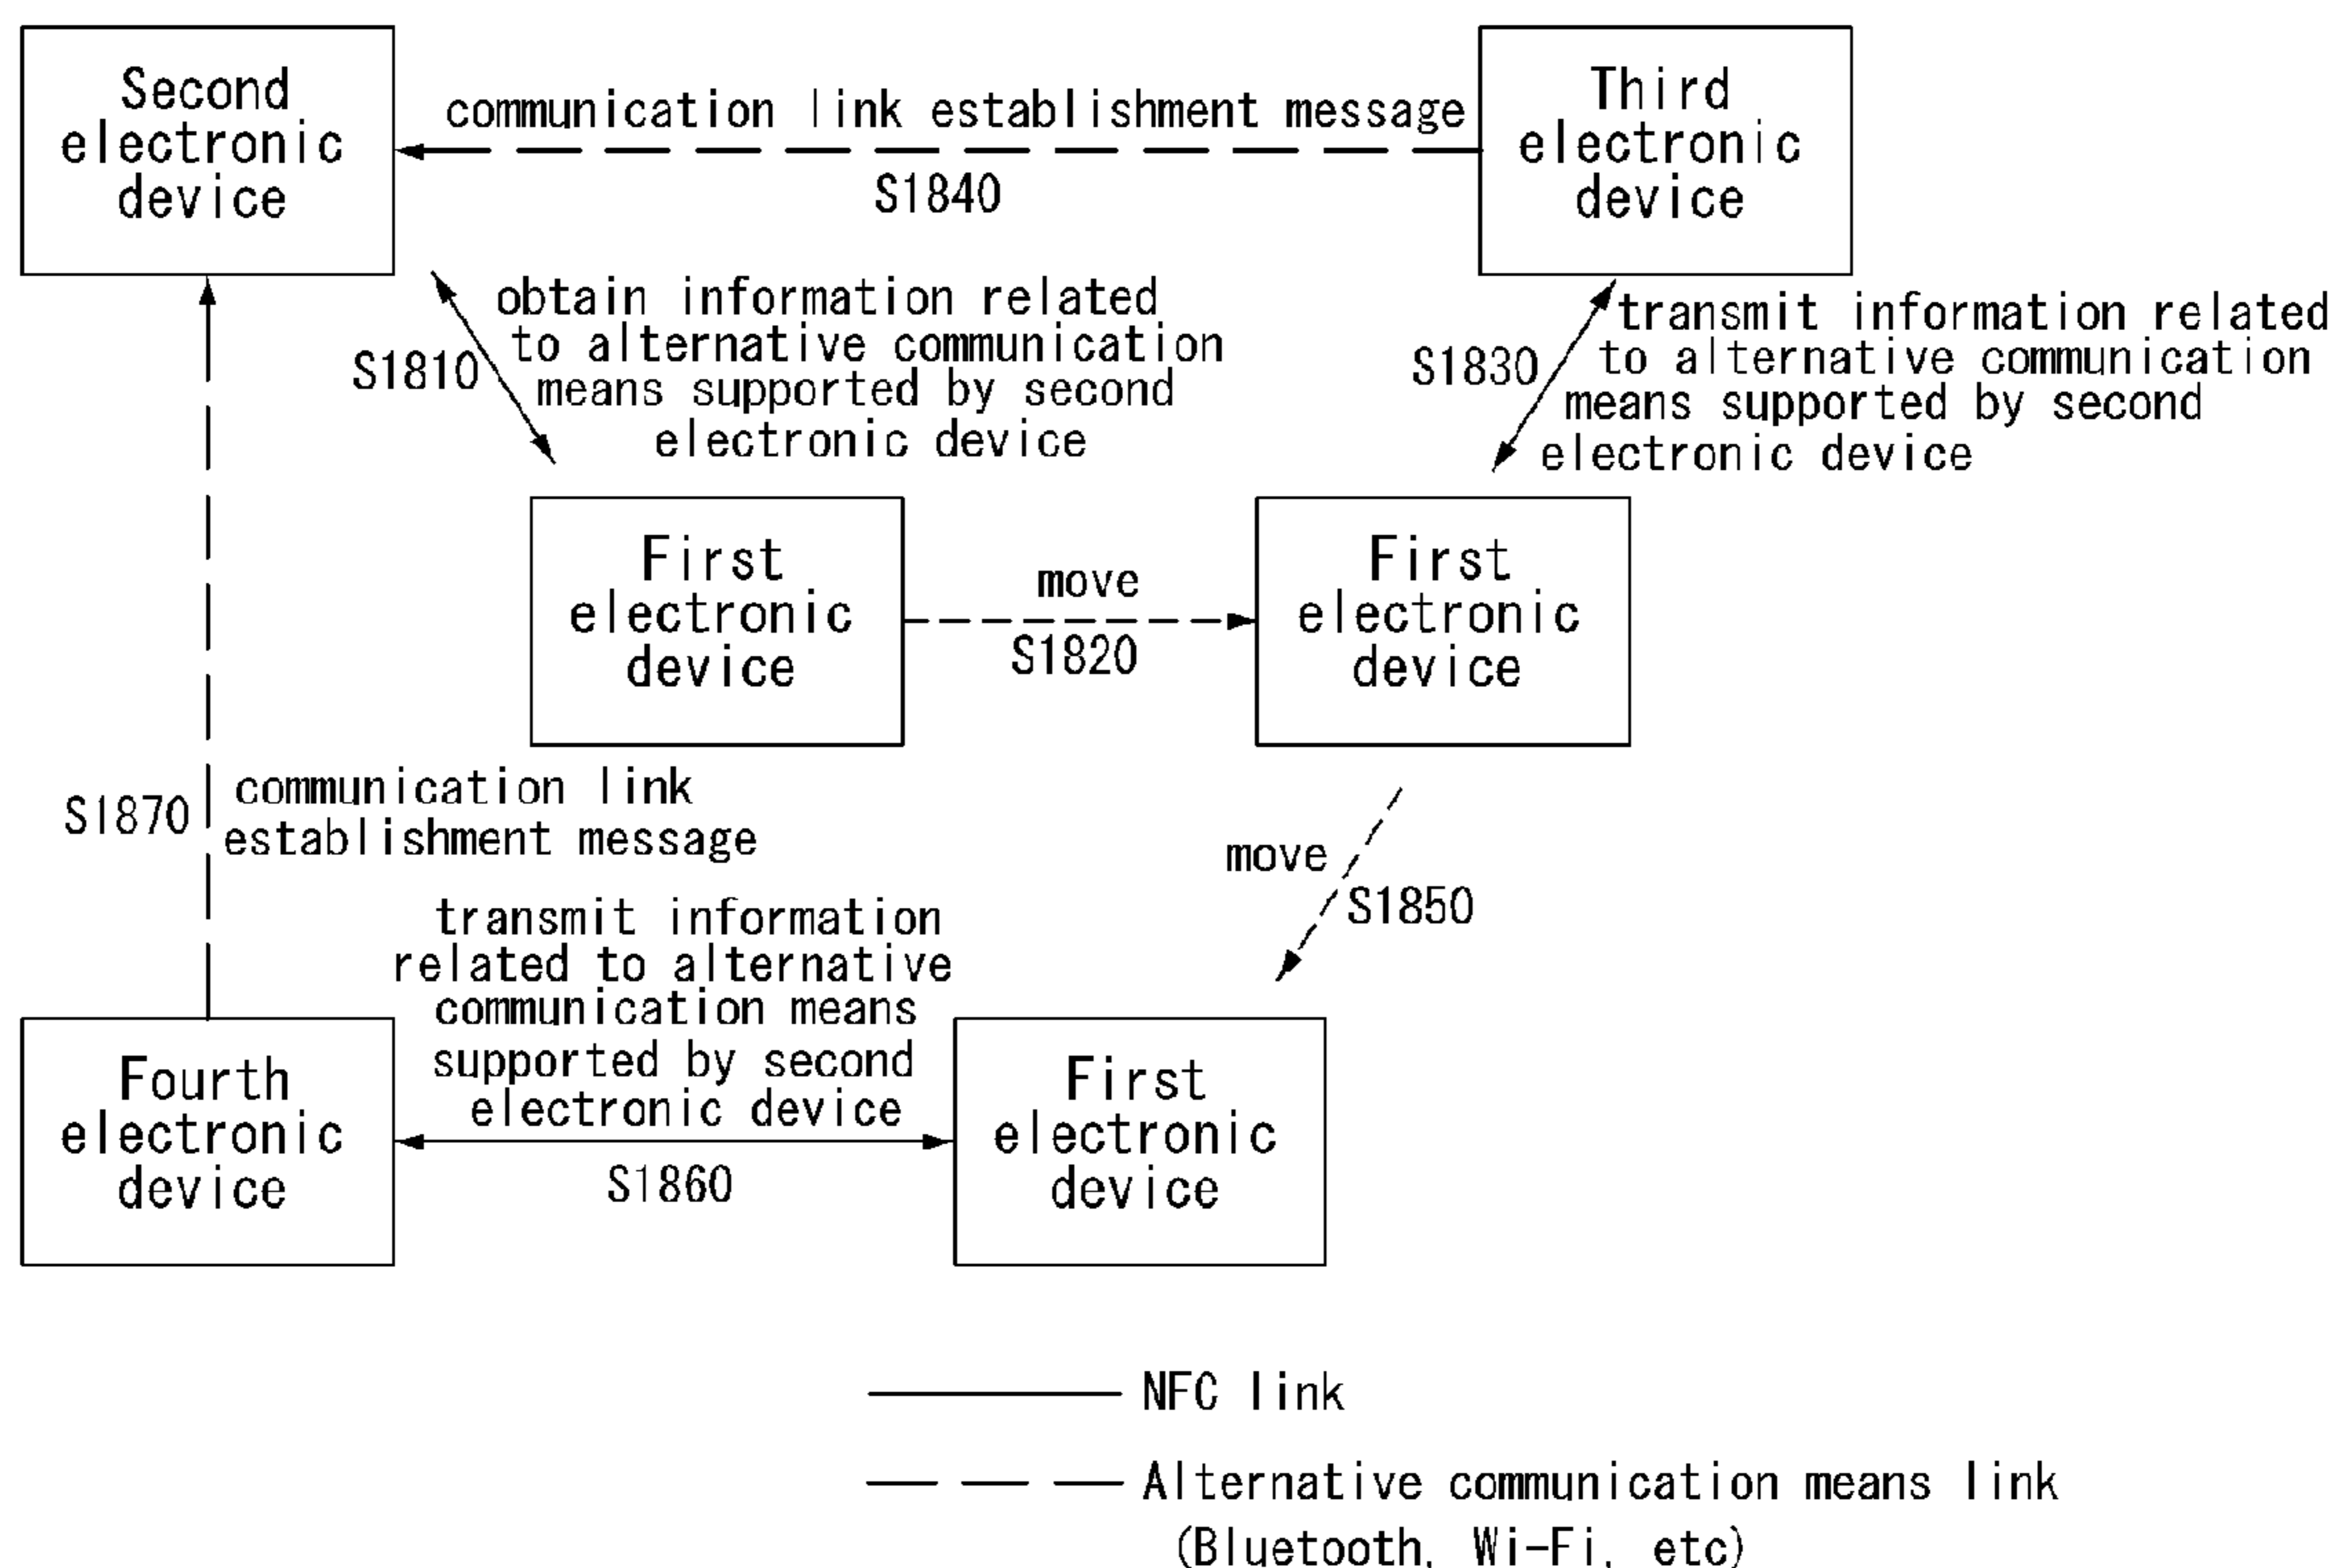 Second
electronic
device
communication link establishment message
S1840
Third
electronic
device
S1810
obtain information related
to alternative communication
means supported by second
electronic device
S1830
transmit information related
to alternative communication
means supported by second
electronic device
First
electronic
device
move
S1820
First
electronic
device
S1870
communication link
establishment message
move
S1850
transmit information
related to alternative
communication means
supported by second
electronic device
S1860
Fourth
electronic
device
First
electronic
device
NFC link
Alternative communication means link
(Bluetooth, Wi-Fi, etc)